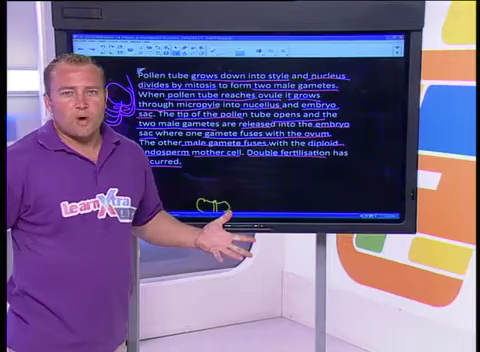 Pollen tube grows down into style and nucleus
divides by mitosis to form two male gametes.
When pollen tube reaches ovule it grows
through micropyle into nucellus and embryo
sac. The tip of the pollen tube opens and the
two male gametes are released into the embryo
sac where one gamete fuses with the ovum.
The other male gamete fuses with the diploid
endosperm mother cell. Double fertilisation has
curred.
Learn Xtra